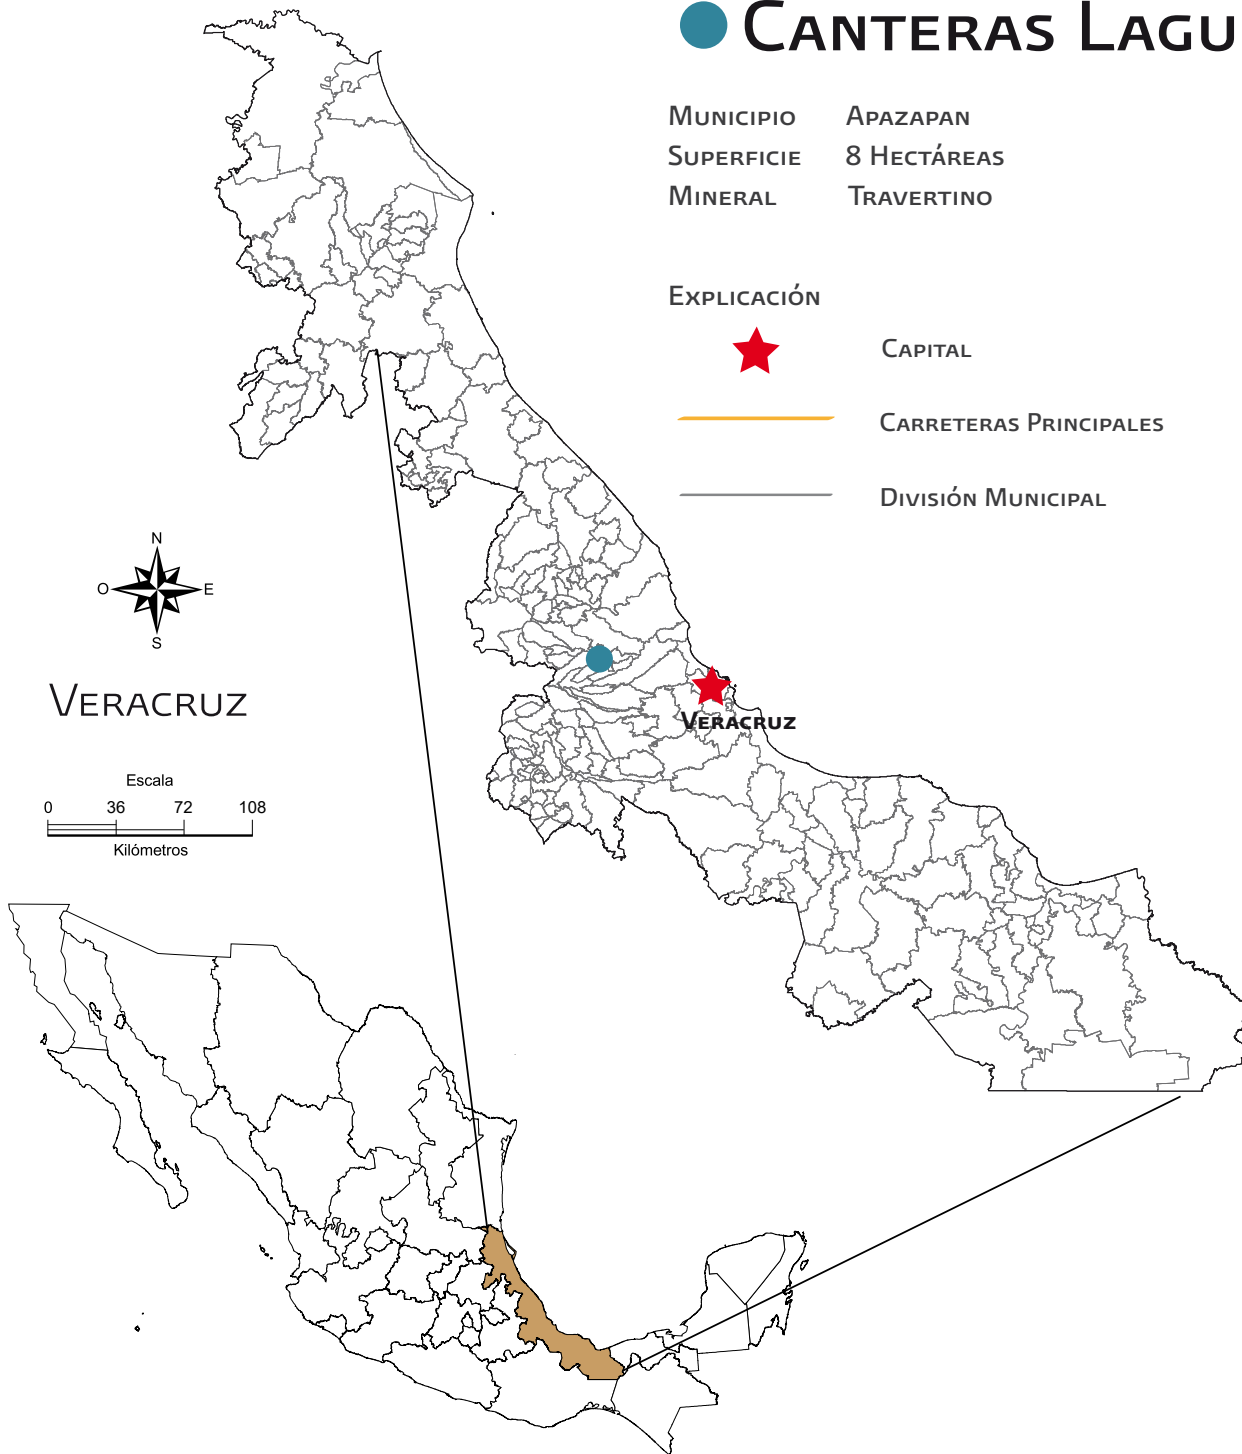 Canteras Lagu
Municipio Apazapan
Superficie 8 Hectáreas
Mineral Travertino
Explicación
Capital
Carreteras Principales
División Municipal
N
O E
S
Veracruz
Veracruz
Escala
0 36 72 108
Kilómetros